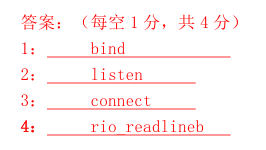 答案:(每空 1 分,共 4 分)
1: bind
2: listen
3: connect
4: rio_readlineb